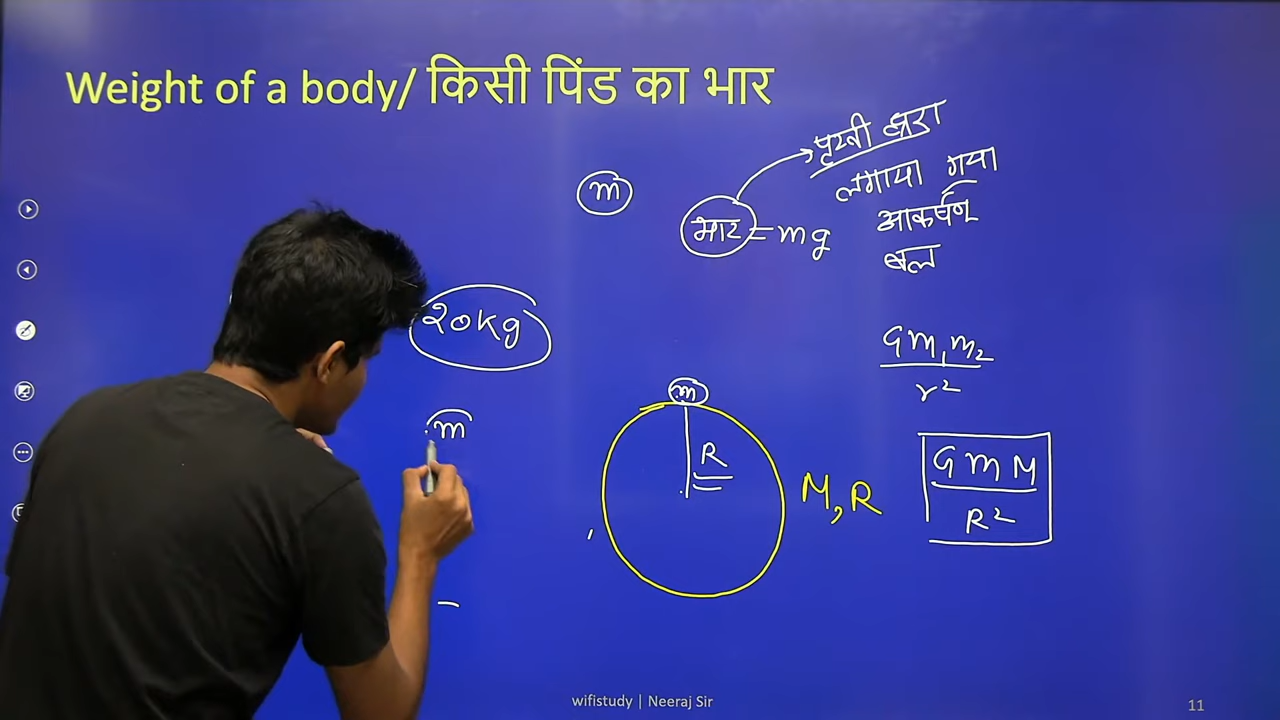 Weight of a body/ किसी पिंड का भार
m
भार = mg
पृथ्वी द्वारा
लगाया गया
आकर्षण
बल
20kg
Gm₁m₂
r²
m
m
R
M, R
GmM
R²
wifistudy | Neeraj Sir
11